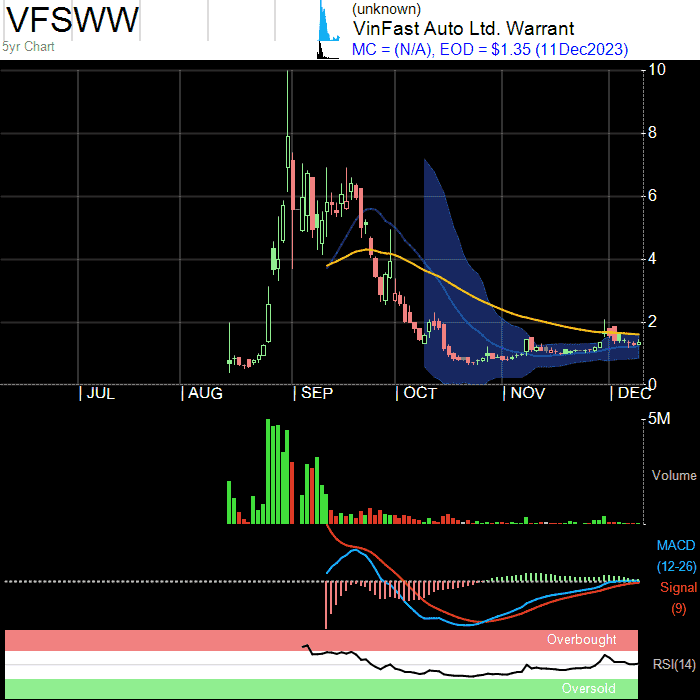 VFSWW
(unknown)
VinFast Auto Ltd. Warrant
5yr Chart
MC = (N/A), EOD = $1.35 (11Dec2023)
10
8
6
4
2
0
JUL AUG SEP OCT NOV DEC
5M
Volume
MACD
(12-26)
Signal
(9)
Overbought
RSI(14)
Oversold